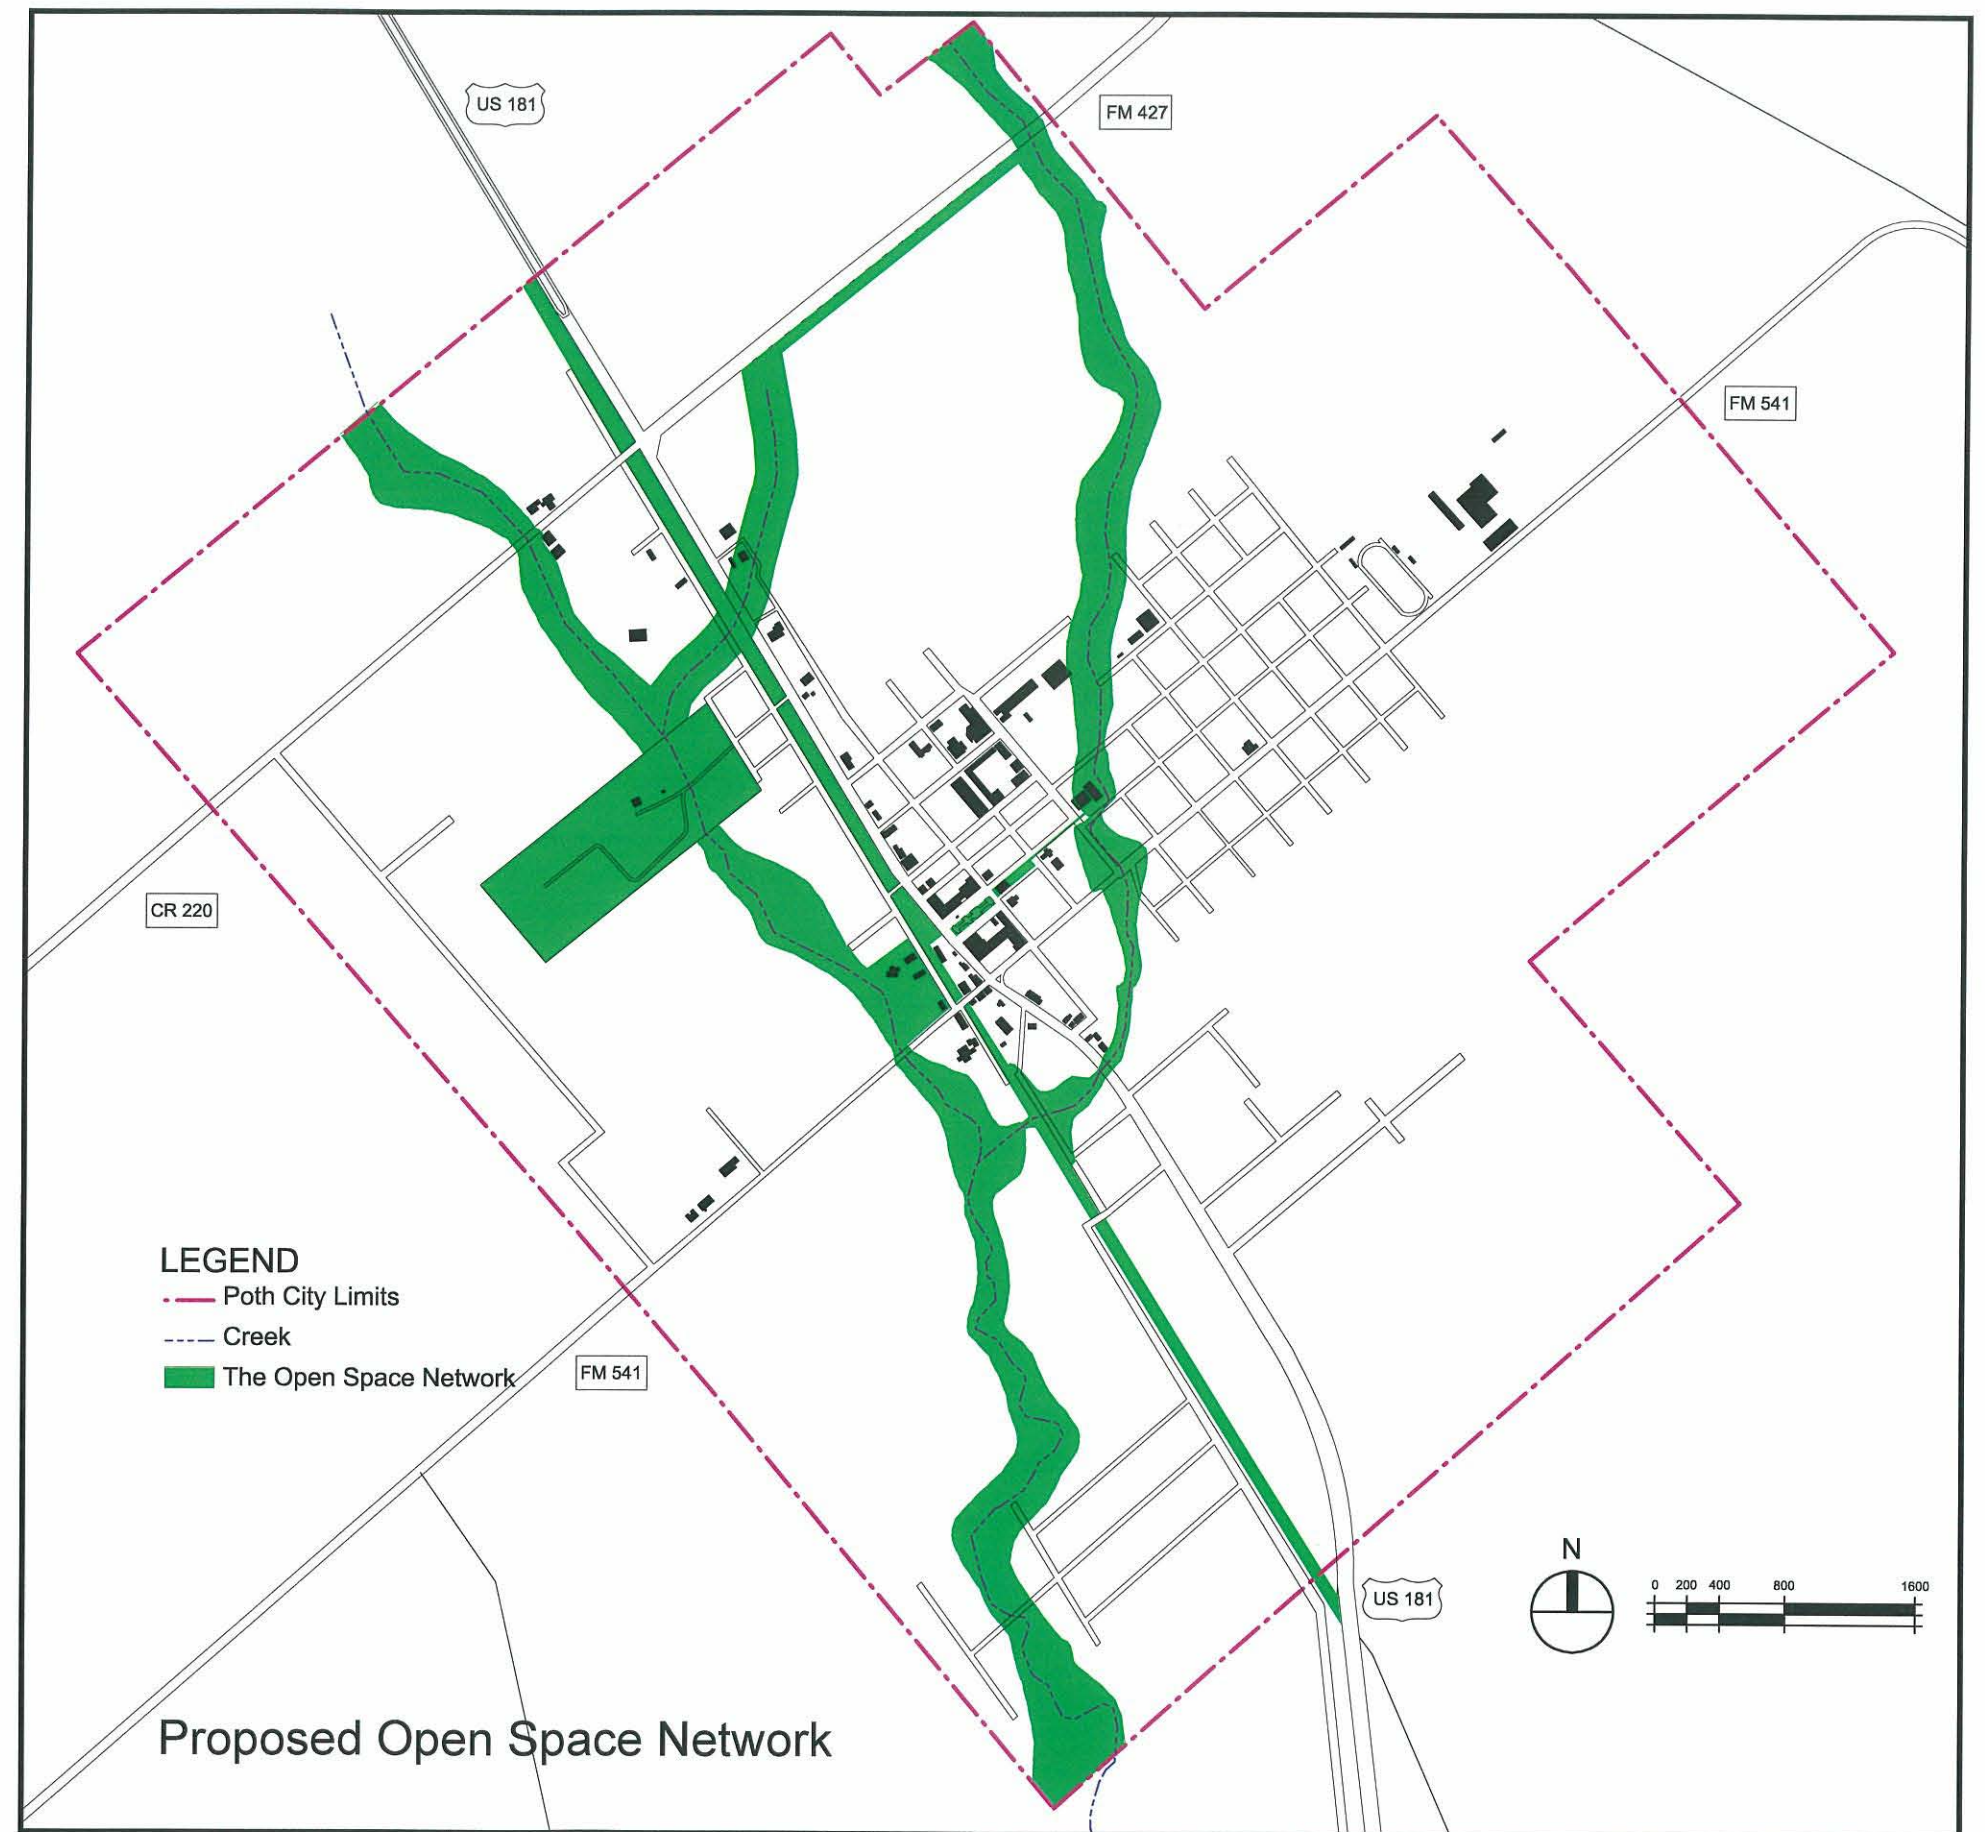 US 181
FM 427
FM 541
CR 220
LEGEND
Poth City Limits
Creek
The Open Space Network
FM 541
N
0 200 400 800 1600
US 181
Proposed Open Space Network